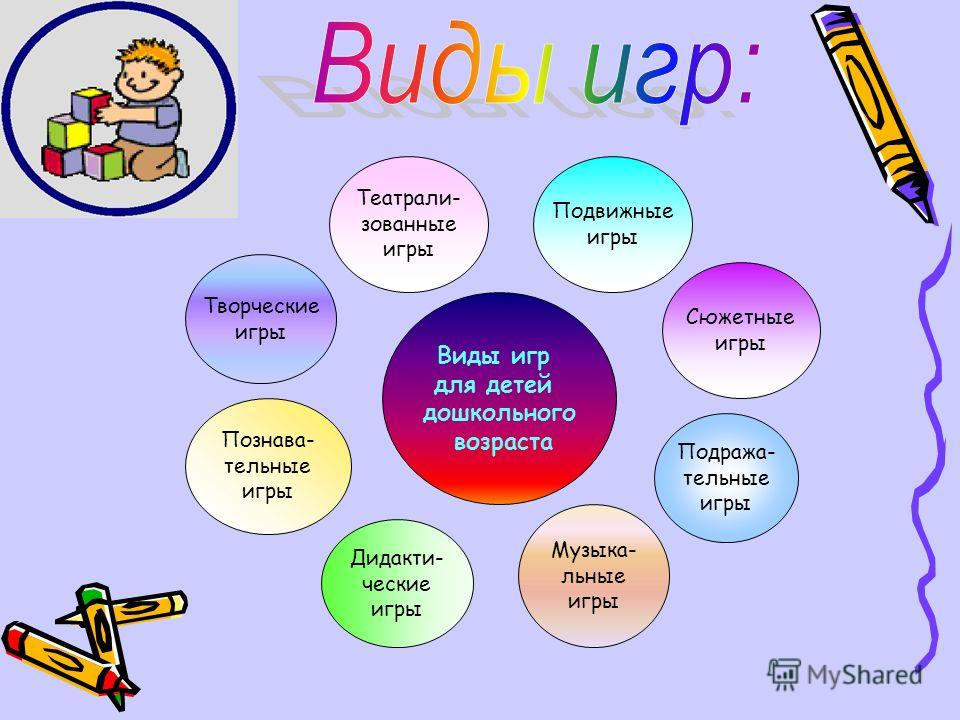 Виды игр:
Театрали-
зованные
игры
Подвижные
игры
Творческие
игры
Сюжетные
игры
Виды игр
для детей
дошкольного
возраста
Познава-
тельные
игры
Подража-
тельные
игры
Дидакти-
ческие
игры
Музыка-
льные
игры
MyShared